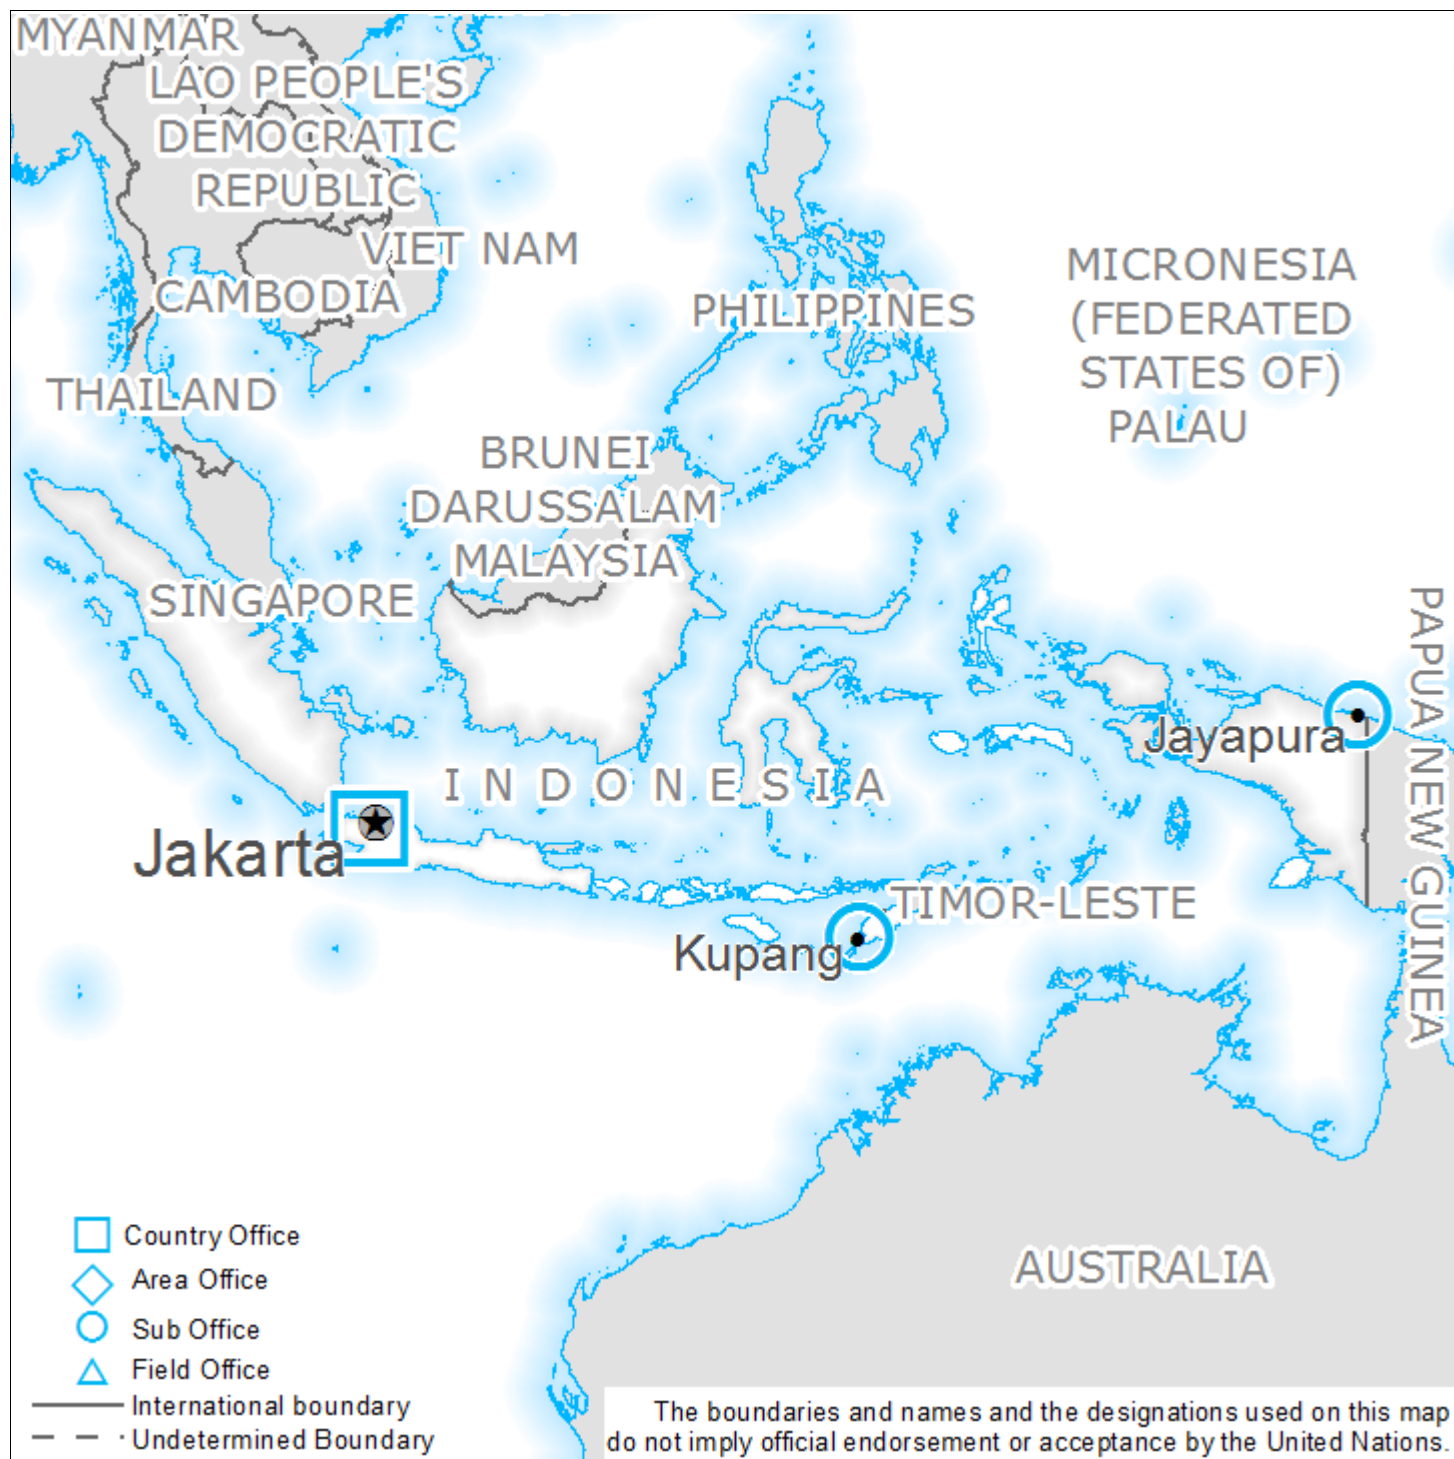 MYANMAR
LAO PEOPLE'S
DEMOCRATIC
REPUBLIC
VIET NAM
CAMBODIA
THAILAND
PHILIPPINES
MICRONESIA
(FEDERATED
STATES OF)
PALAU
BRUNEI
DARUSSALAM
MALAYSIA
SINGAPORE
PAPUA NEW GUINEA
Jayapura
INDONESIA
Jakarta
TIMOR-LESTE
Kupang
AUSTRALIA
Country Office
Area Office
Sub Office
Field Office
International boundary
Undetermined Boundary
The boundaries and names and the designations used on this map
do not imply official endorsement or acceptance by the United Nations.